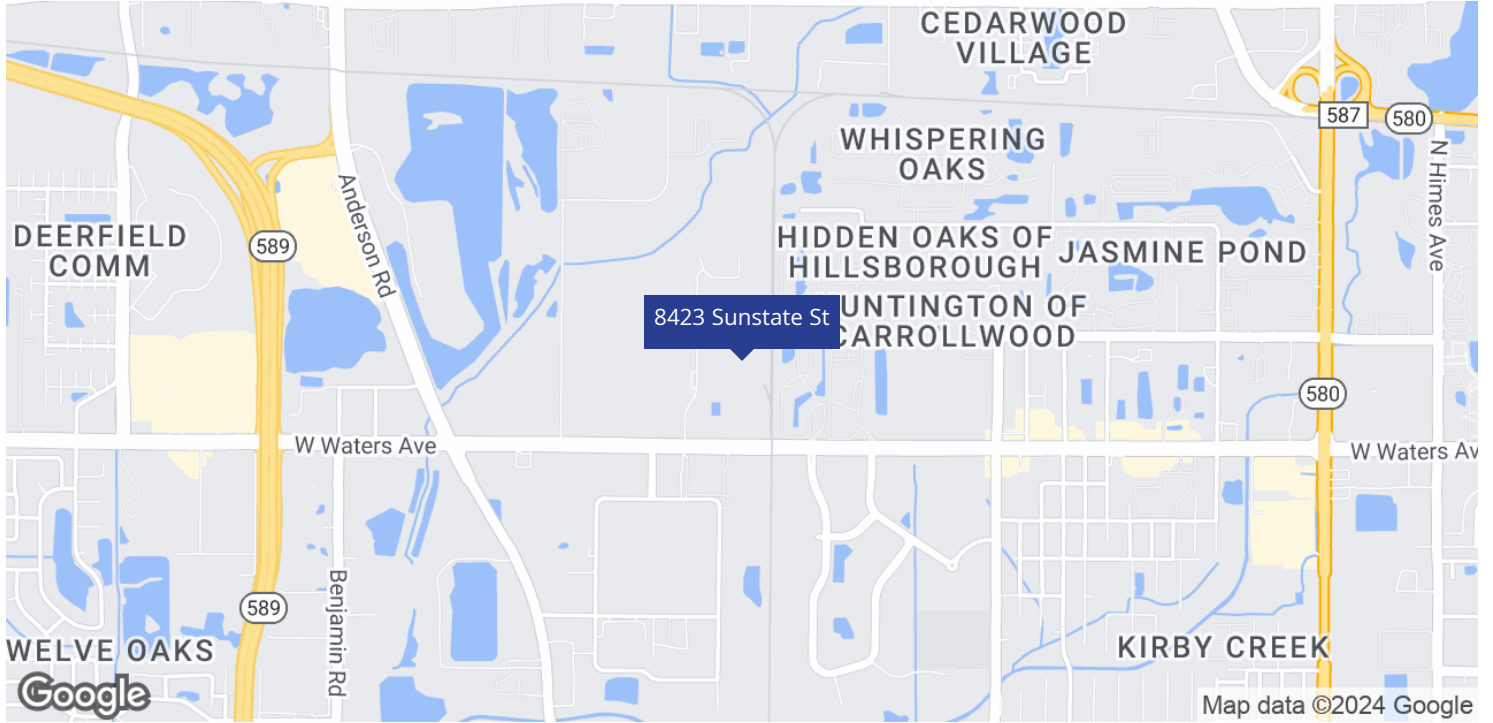 CEDARWOOD
VILLAGE
587
580
WHISPERING
OAKS
N Himes Ave
Anderson Rd
DEERFIELD
COMM
589
HIDDEN OAKS OF
HILLSBOROUGH
JASMINE POND
8423 Sunstate St
UNTINGTON OF
CARROLLWOOD
580
W Waters Ave
W Waters Av
Benjamin Rd
589
WELVE OAKS
KIRBY CREEK
Google
Map data ©2024 Google